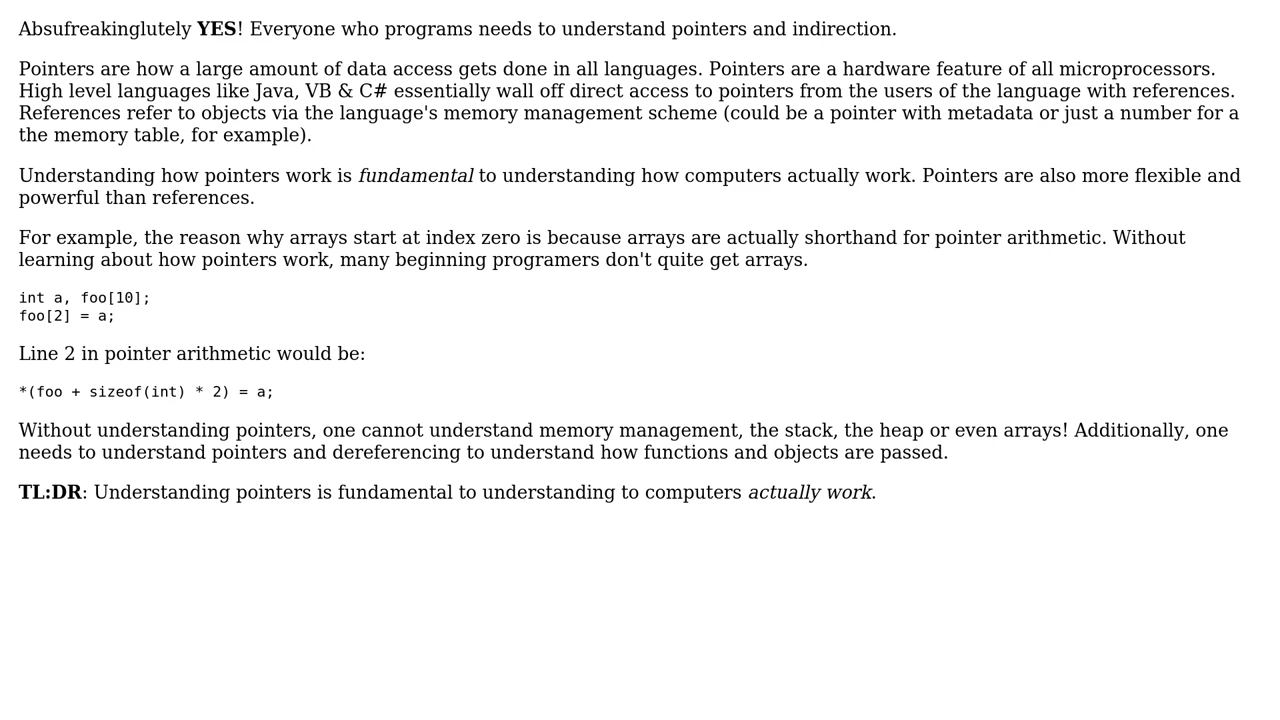 Absufreakinglutely YES! Everyone who programs needs to understand pointers and indirection.
Pointers are how a large amount of data access gets done in all languages. Pointers are a hardware feature of all microprocessors.
High level languages like Java, VB & C# essentially wall off direct access to pointers from the users of the language with references.
References refer to objects via the language's memory management scheme (could be a pointer with metadata or just a number for a
the memory table, for example).
Understanding how pointers work is fundamental to understanding how computers actually work. Pointers are also more flexible and
powerful than references.
For example, the reason why arrays start at index zero is because arrays are actually shorthand for pointer arithmetic. Without
learning about how pointers work, many beginning programers don't quite get arrays.
int a, foo[10];
foo[2] = a;
Line 2 in pointer arithmetic would be:
*(foo + sizeof(int) * 2) = a;
Without understanding pointers, one cannot understand memory management, the stack, the heap or even arrays! Additionally, one
needs to understand pointers and dereferencing to understand how functions and objects are passed.
TL:DR: Understanding pointers is fundamental to understanding to computers actually work.